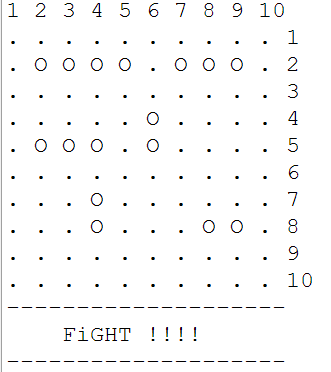 1 2 3 4 5 6 7 8 9 10
. . . . . . . . . . 1
. O O O O . O O O . 2
. . . . . . . . . . 3
. . . . . O . . . . 4
. O O O . O . . . . 5
. . . . . . . . . . 6
. . . O . . . . . . 7
. . . O . . . O O . 8
. . . . . . . . . . 9
. . . . . . . . . . 10
--------------------
FiGHT !!!!
--------------------